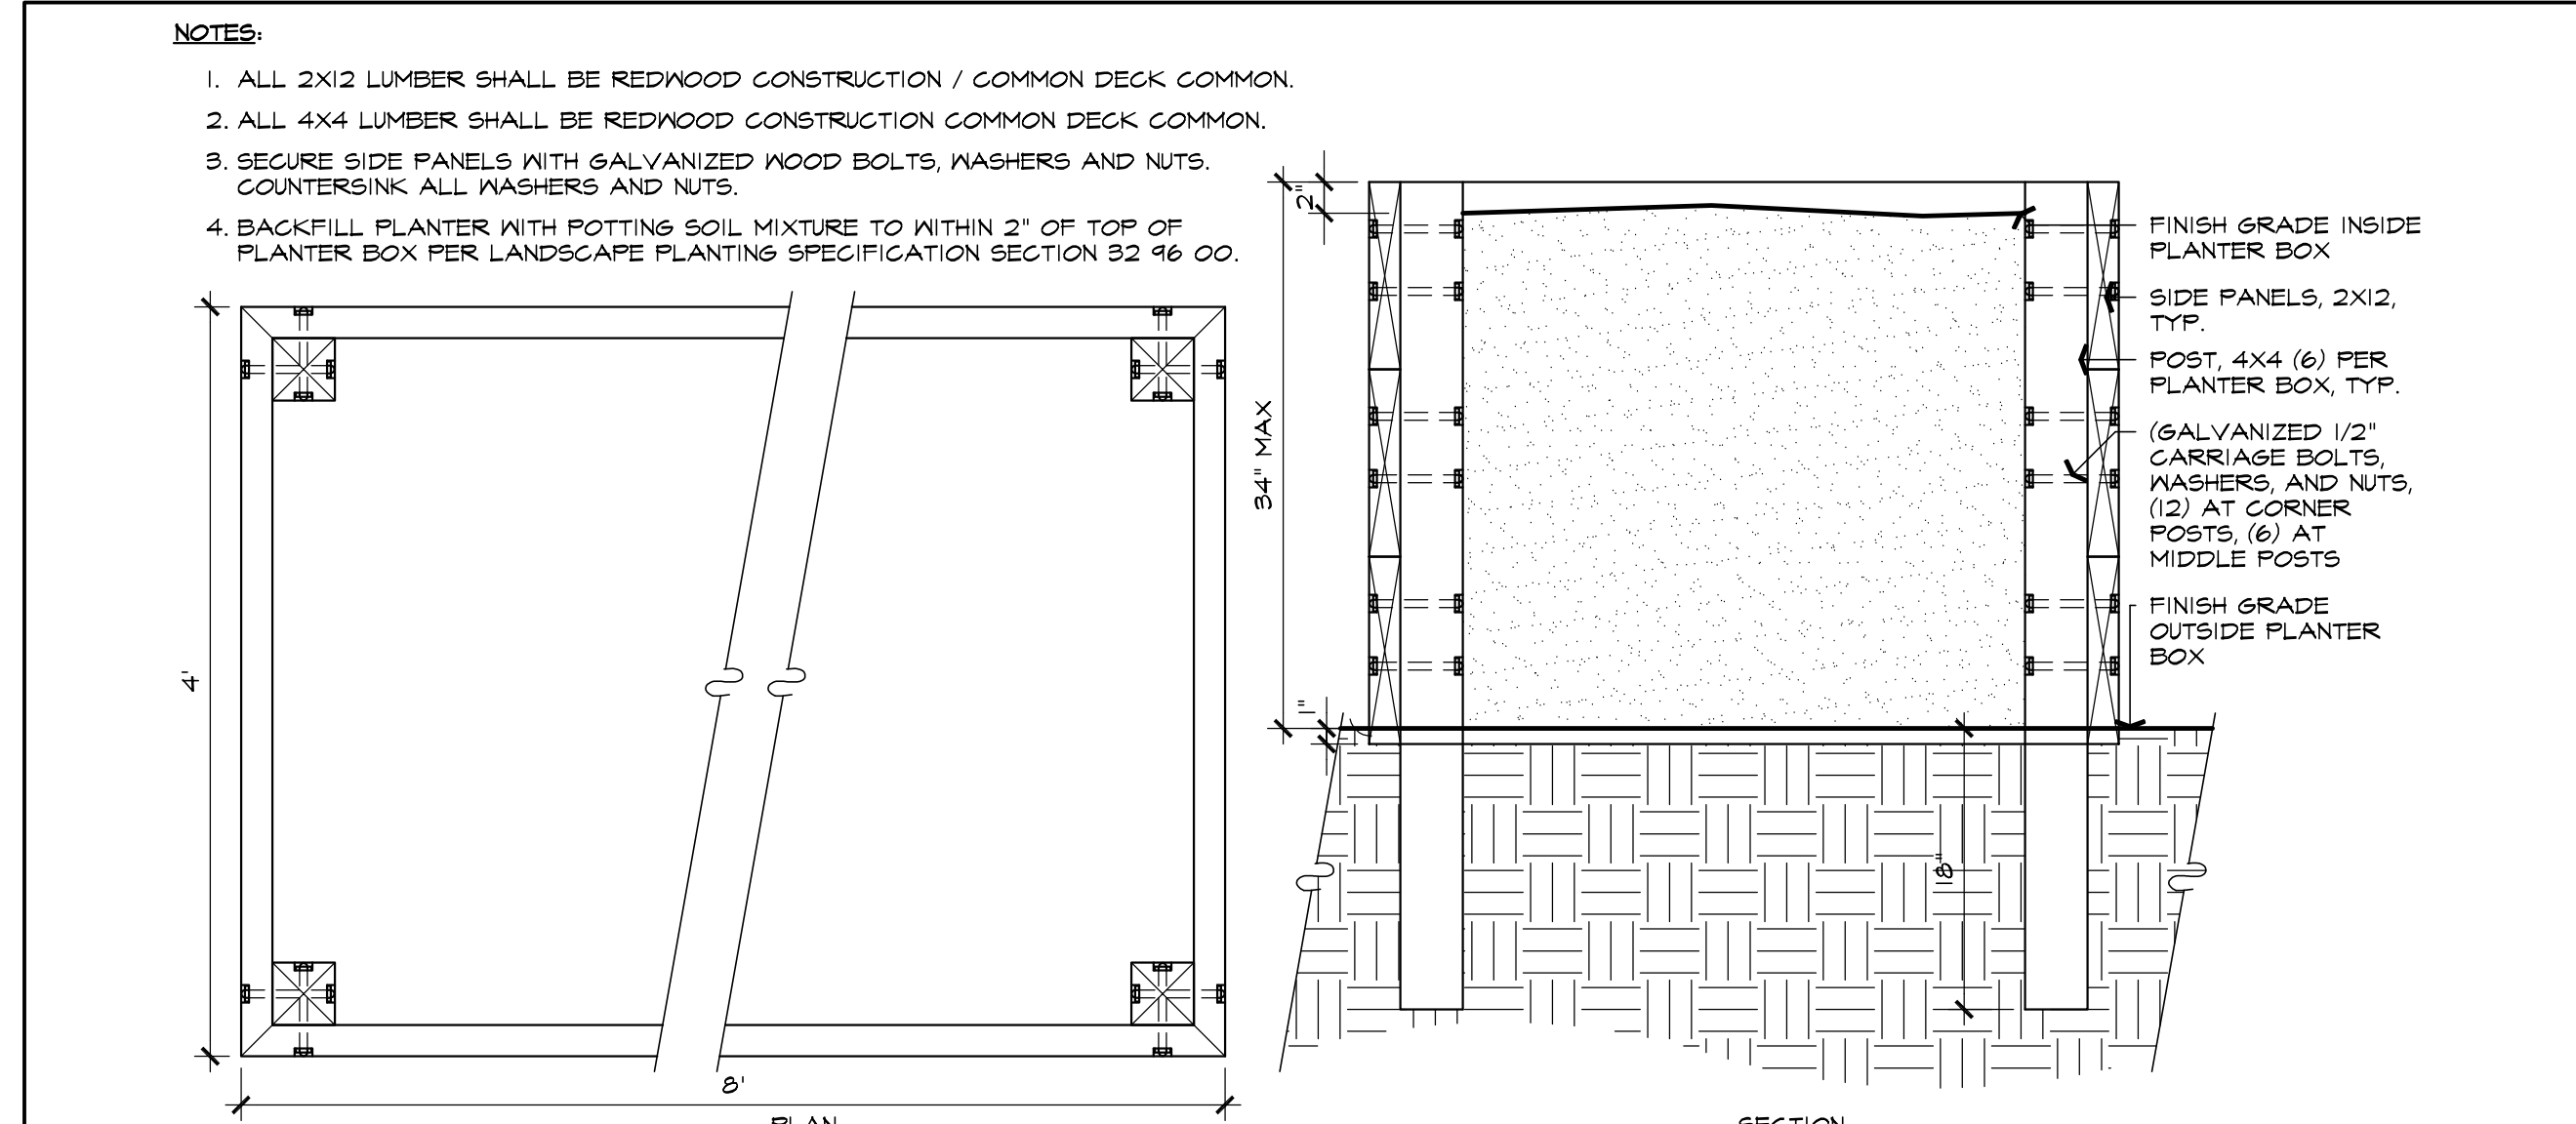 NOTES:
1. ALL 2X12 LUMBER SHALL BE REDWOOD CONSTRUCTION / COMMON DECK COMMON.
2. ALL 4X4 LUMBER SHALL BE REDWOOD CONSTRUCTION COMMON DECK COMMON.
3. SECURE SIDE PANELS WITH GALVANIZED WOOD BOLTS, WASHERS AND NUTS.
COUNTERSINK ALL WASHERS AND NUTS.
4. BACKFILL PLANTER WITH POTTING SOIL MIXTURE TO WITHIN 2" OF TOP OF
PLANTER BOX PER LANDSCAPE PLANTING SPECIFICATION SECTION 32 96 00.
4'
8'
PLAN
2"
34" MAX
1"
18"
FINISH GRADE INSIDE
PLANTER BOX
SIDE PANELS, 2X12,
TYP.
POST, 4X4 (6) PER
PLANTER BOX, TYP.
(GALVANIZED 1/2"
CARRIAGE BOLTS,
WASHERS, AND NUTS,
(12) AT CORNER
POSTS, (6) AT
MIDDLE POSTS
FINISH GRADE
OUTSIDE PLANTER
BOX
SECTION